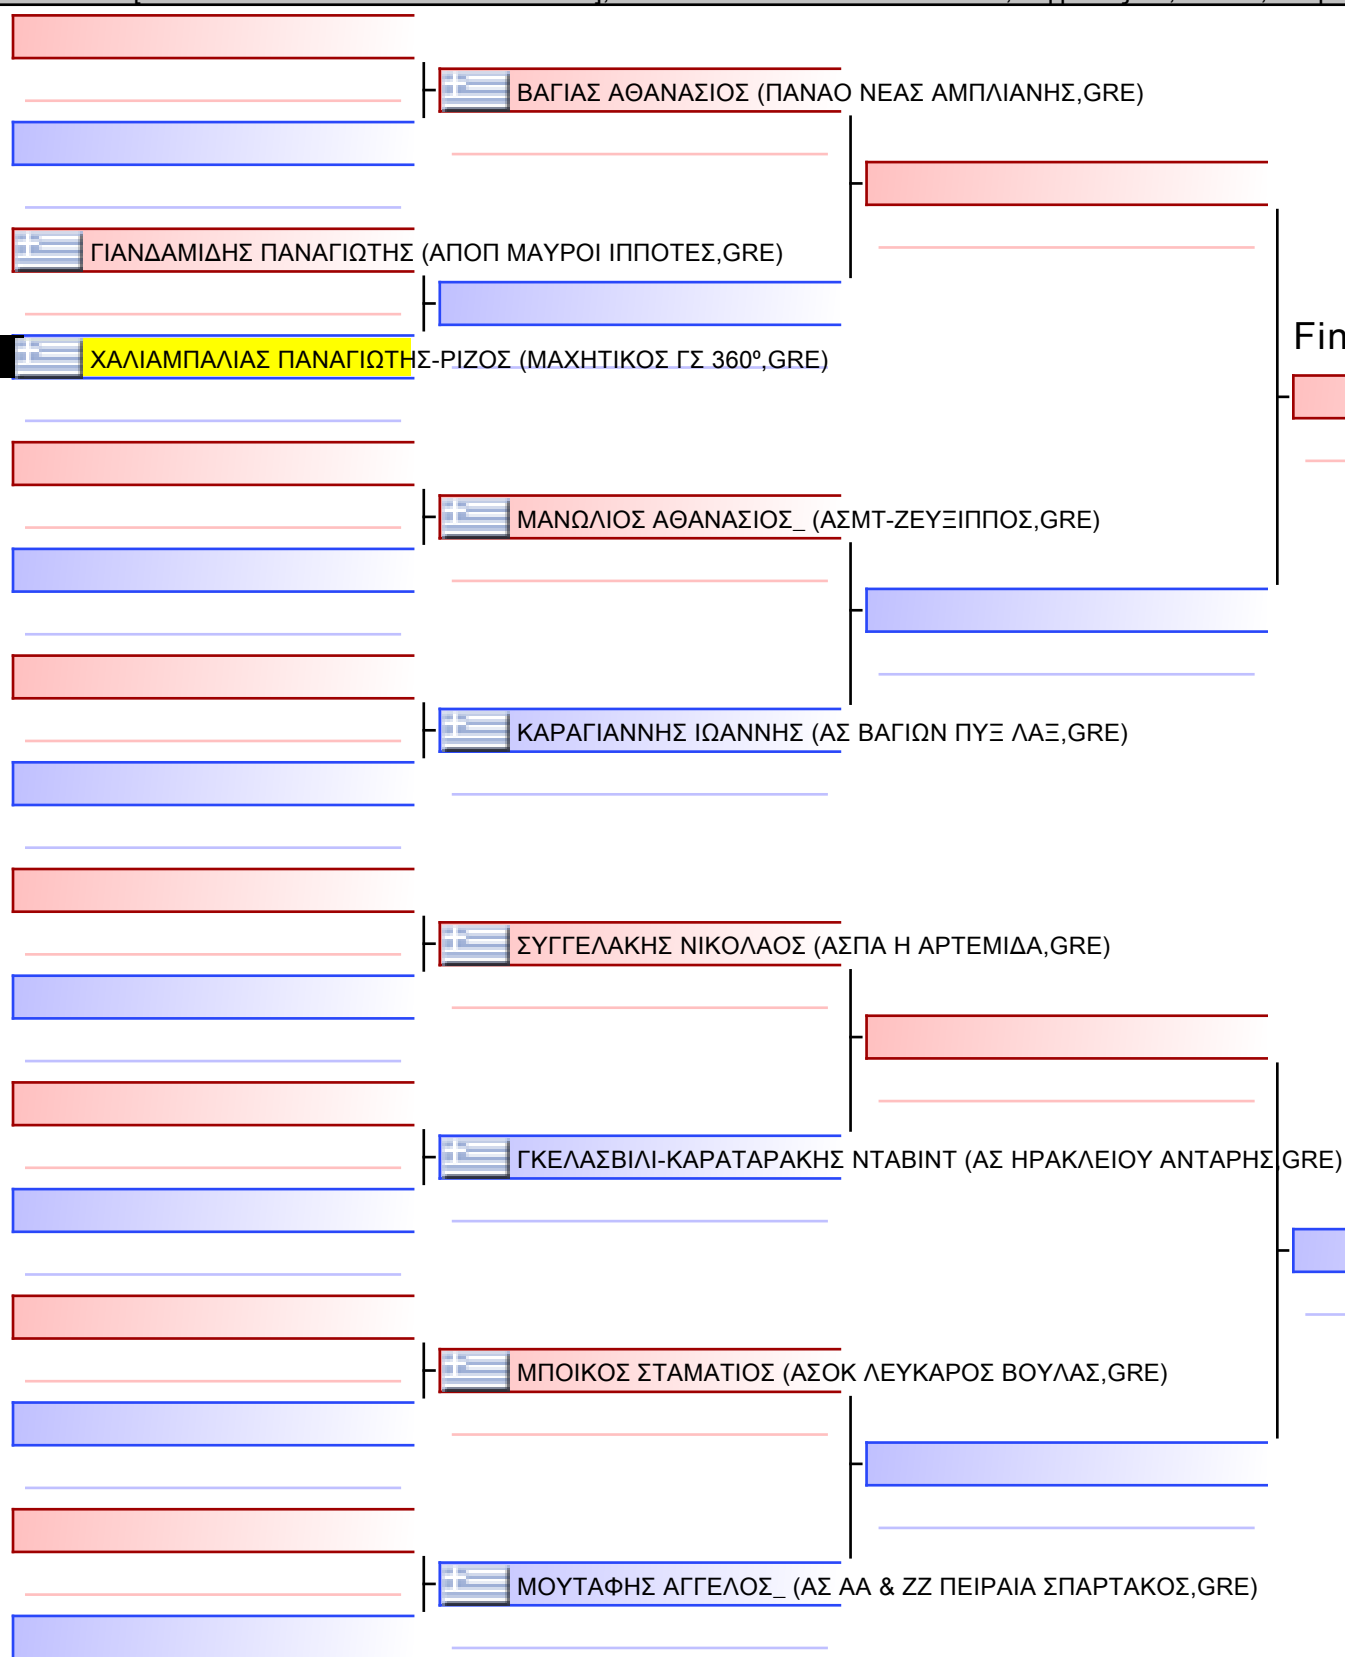 ΒΑΓΙΑΣ ΑΘΑΝΑΣΙΟΣ (ΠΑΝΑΟ ΝΕΑΣ ΑΜΠΛΙΑΝΗΣ,GRE)
ΓΙΑΝΔΑΜΙΔΗΣ ΠΑΝΑΓΙΩΤΗΣ (ΑΠΟΠ ΜΑΥΡΟΙ ΙΠΠΟΤΕΣ,GRE)
ΧΑΛΙΑΜΠΑΛΙΑΣ ΠΑΝΑΓΙΩΤΗΣ-ΡΙΖΟΣ (ΜΑΧΗΤΙΚΟΣ ΓΣ 360º,GRE)
Fin
ΜΑΝΩΛΙΟΣ ΑΘΑΝΑΣΙΟΣ_ (ΑΣΜΤ-ΖΕΥΞΙΠΠΟΣ,GRE)
ΚΑΡΑΓΙΑΝΝΗΣ ΙΩΑΝΝΗΣ (ΑΣ ΒΑΓΙΩΝ ΠΥΞ ΛΑΞ,GRE)
ΣΥΓΓΕΛΑΚΗΣ ΝΙΚΟΛΑΟΣ (ΑΣΠΑ Η ΑΡΤΕΜΙΔΑ,GRE)
ΓΚΕΛΑΣΒΙΛΙ-ΚΑΡΑΤΑΡΑΚΗΣ ΝΤΑΒΙΝΤ (ΑΣ ΗΡΑΚΛΕΙΟΥ ΑΝΤΑΡΗΣ,GRE)
ΜΠΟΙΚΟΣ ΣΤΑΜΑΤΙΟΣ (ΑΣΟΚ ΛΕΥΚΑΡΟΣ ΒΟΥΛΑΣ,GRE)
ΜΟΥΤΑΦΗΣ ΑΓΓΕΛΟΣ_ (ΑΣ ΑΑ & ΖΖ ΠΕΙΡΑΙΑ ΣΠΑΡΤΑΚΟΣ,GRE)